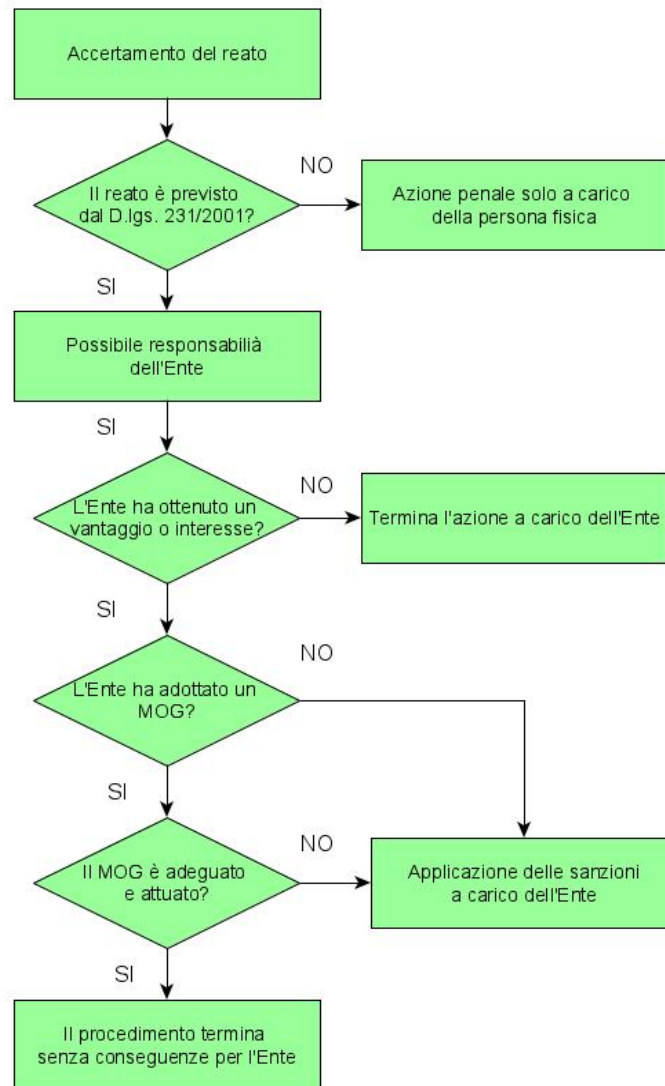 Accertamento del reato
Il reato è previsto
dal D.lgs. 231/2001?
NO
Azione penale solo a carico
della persona fisica
SI
Possibile responsabilià
dell'Ente
SI
L'Ente ha ottenuto un
vantaggio o interesse?
NO
Termina l'azione a carico dell'Ente
SI
L'Ente ha adottato un
MOG?
NO
SI
Il MOG è adeguato
e attuato?
NO
Applicazione delle sanzioni
a carico dell'Ente
SI
Il procedimento termina
senza conseguenze per l'Ente